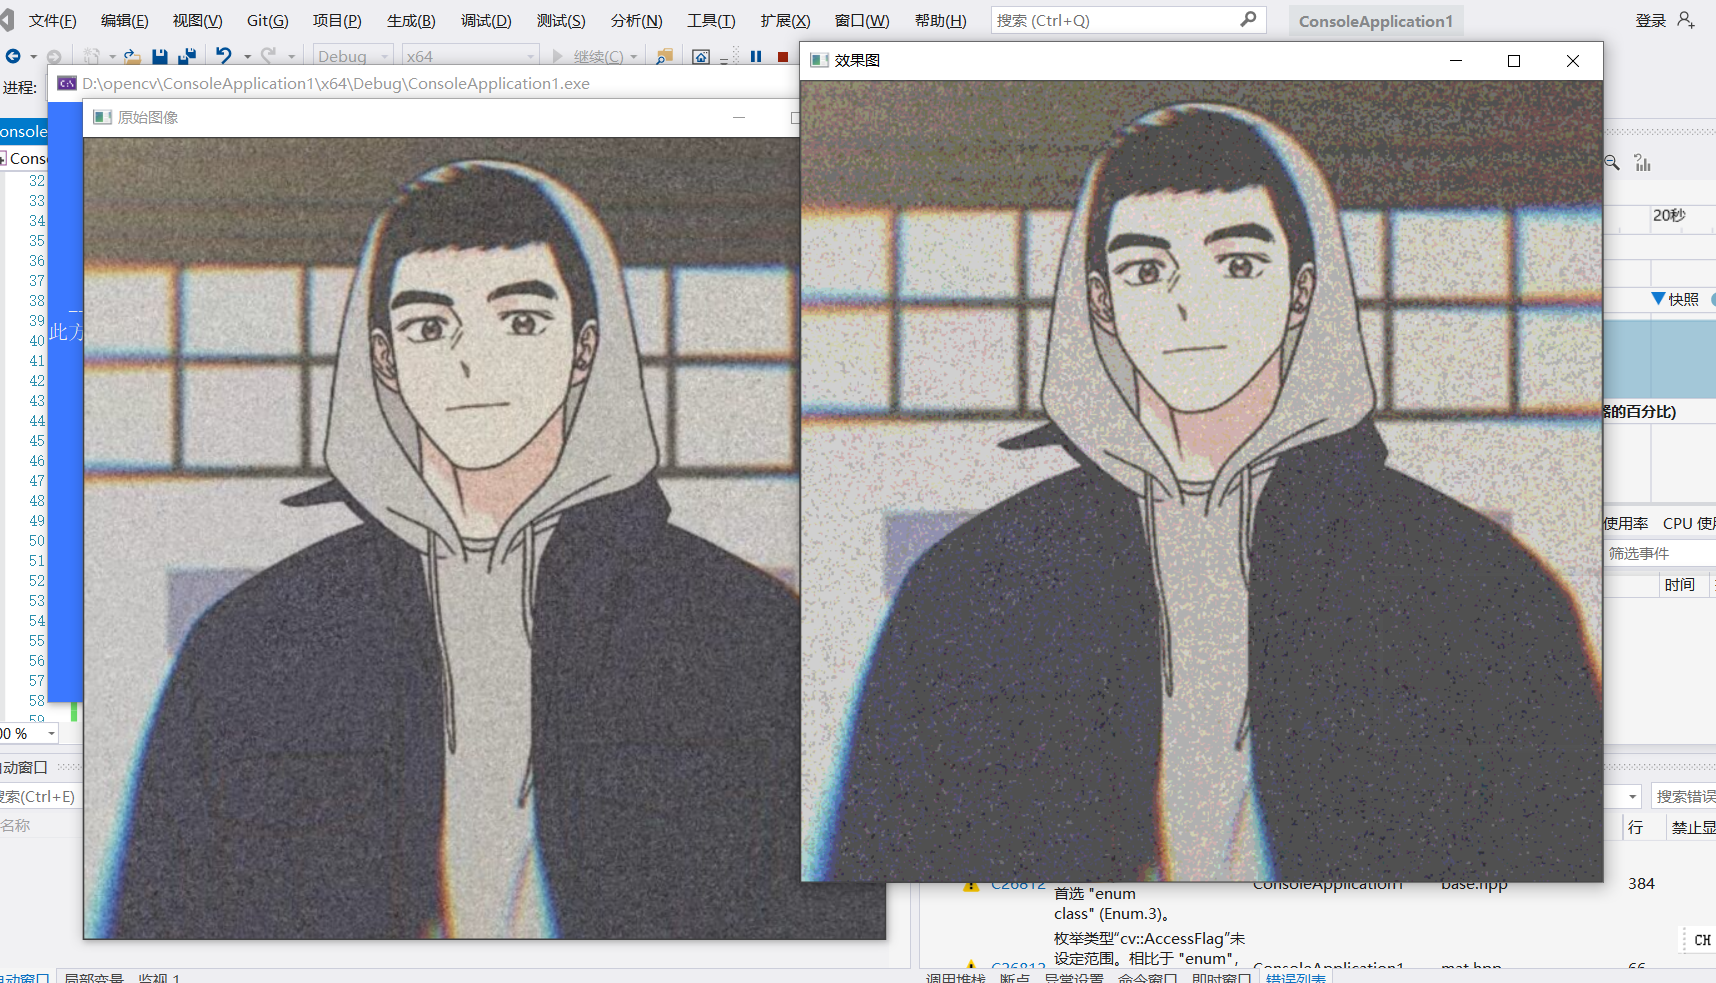 文件(F) 编辑(E) 视图(V) Git(G) 项目(P) 生成(B) 调试(D) 测试(S) 分析(N) 工具(T) 扩展(X) 窗口(W) 帮助(H) 搜索 (Ctrl+Q) ConsoleApplication1 登录
Debug x64 继续(C)
进程:
D:\opencv\ConsoleApplication1\x64\Debug\ConsoleApplication1.exe
效果图
原始图像
onsole
Cons
32
33
34
35
36
37
38
39
40
41
42
43
44
45
46
47
48
49
50
51
52
53
54
55
56
57
58
59
此方
20秒
快照
器的百分比)
使用率 CPU 使用
筛选事件
时间
00 %
自动窗口
搜索(Ctrl+E)
名称
搜索错误
行 禁止显
C26812 ConsoleApplication1 base.hpp 384
首选 "enum
class" (Enum.3)。
枚举类型“cv::AccessFlag”未
设定范围。相比于 "enum",
C26812 ConsoleApplication1 mat.hpp 66
CH
自动窗口 局部变量 监视 1
调用堆栈 断点 异常设置 命令窗口 即时窗口 错误列表